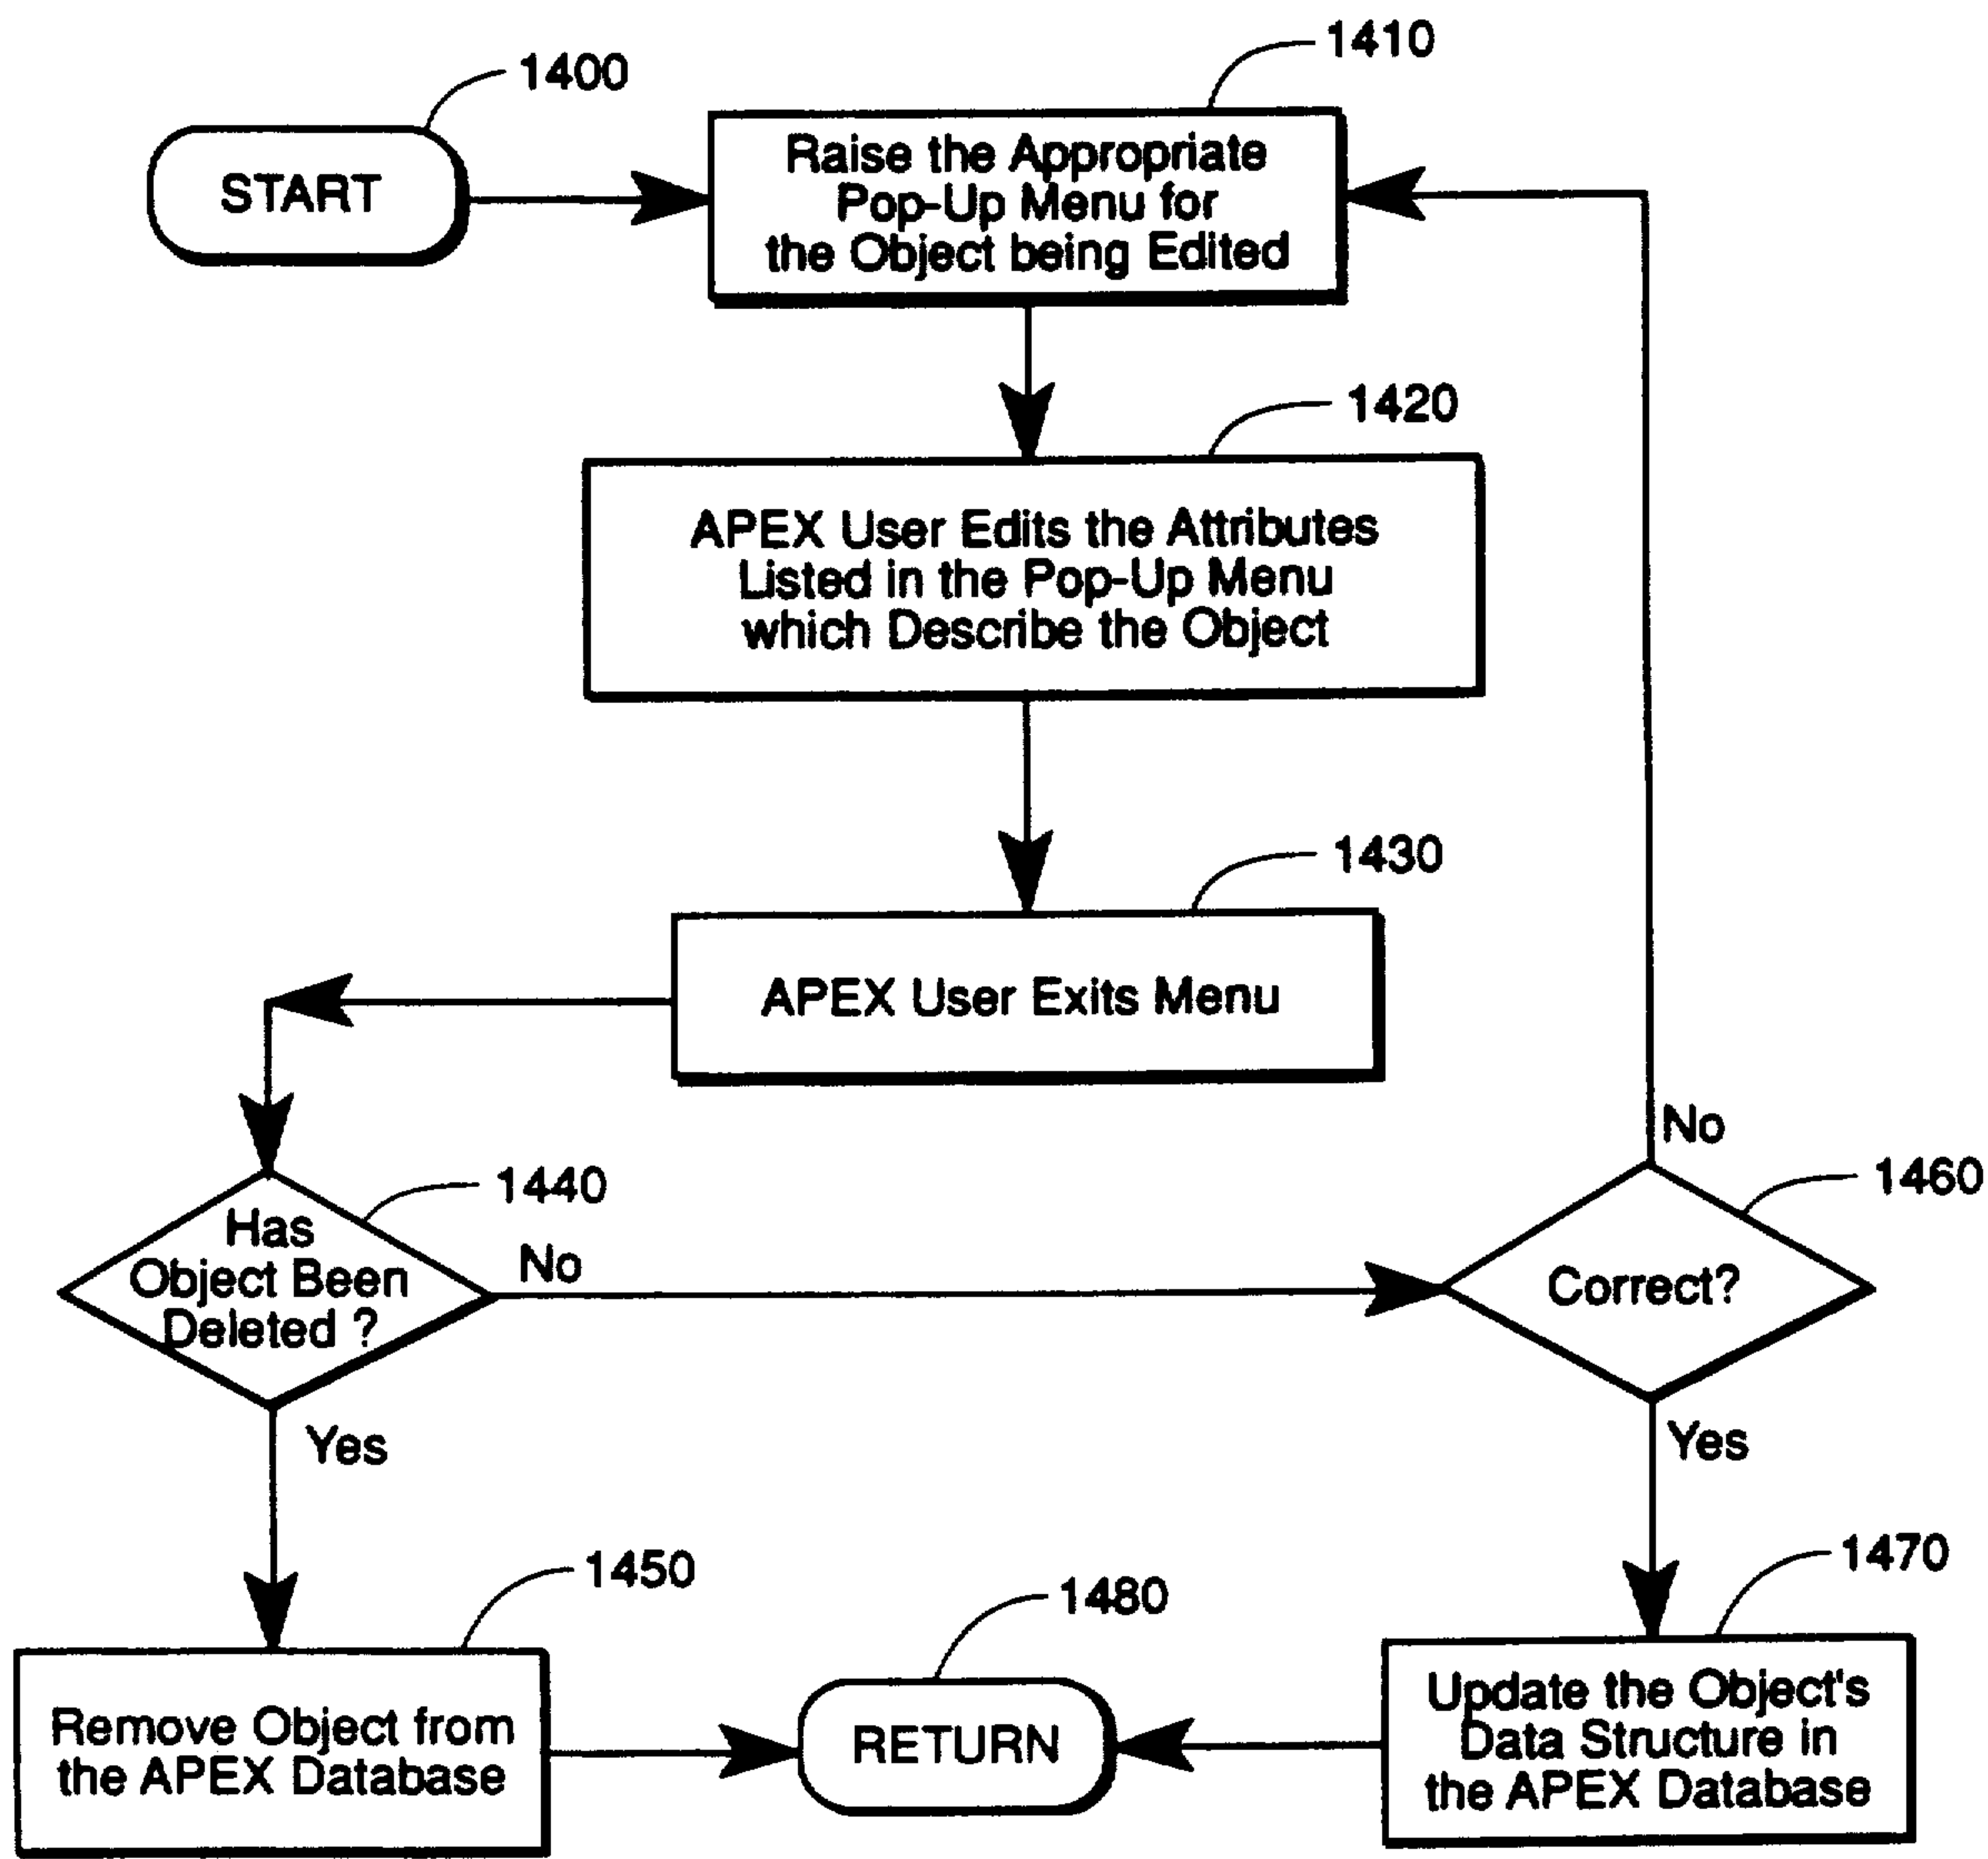 1400
START
1410
Raise the Appropriate
Pop-Up Menu for
the Object being Edited
1420
APEX User Edits the Attributes
Listed in the Pop-Up Menu
which Describe the Object
1430
APEX User Exits Menu
1440
Has
Object Been
Deleted ?
No
Yes
No
1460
Correct?
Yes
1450
Remove Object from
the APEX Database
1480
RETURN
1470
Update the Object's
Data Structure in
the APEX Database